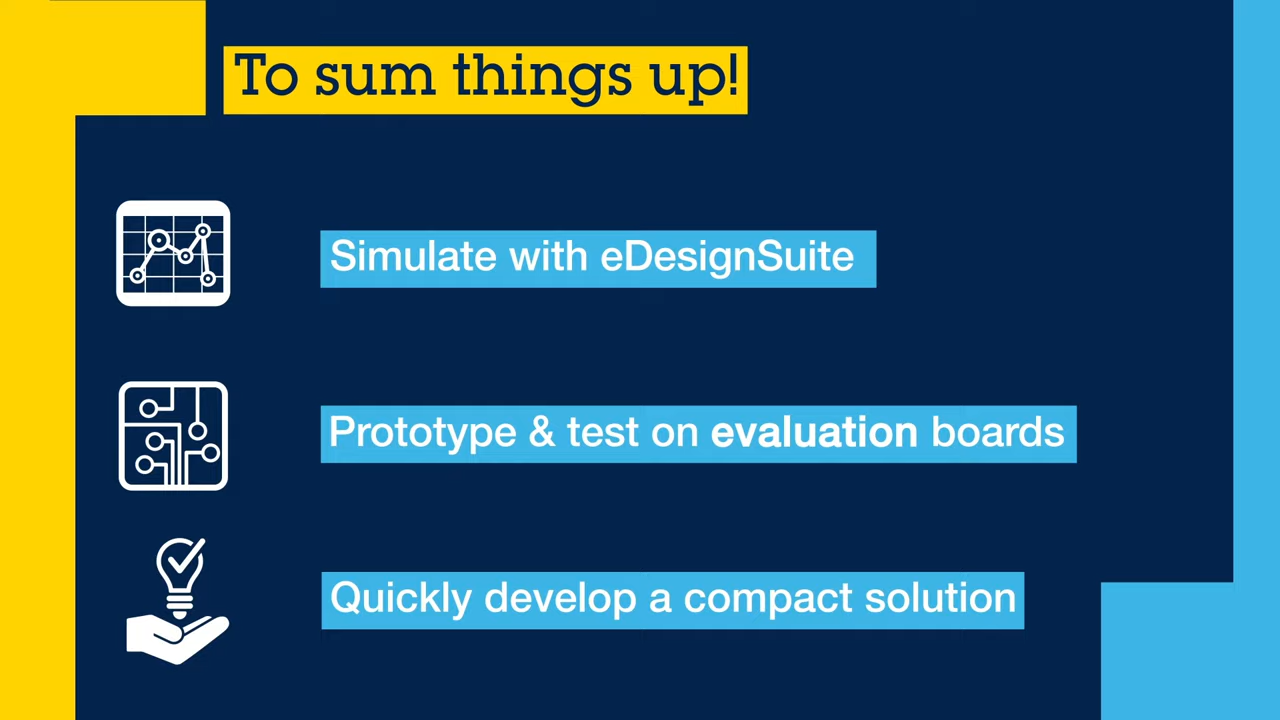 To sum things up!
Simulate with eDesignSuite
Prototype & test on evaluation boards
Quickly develop a compact solution